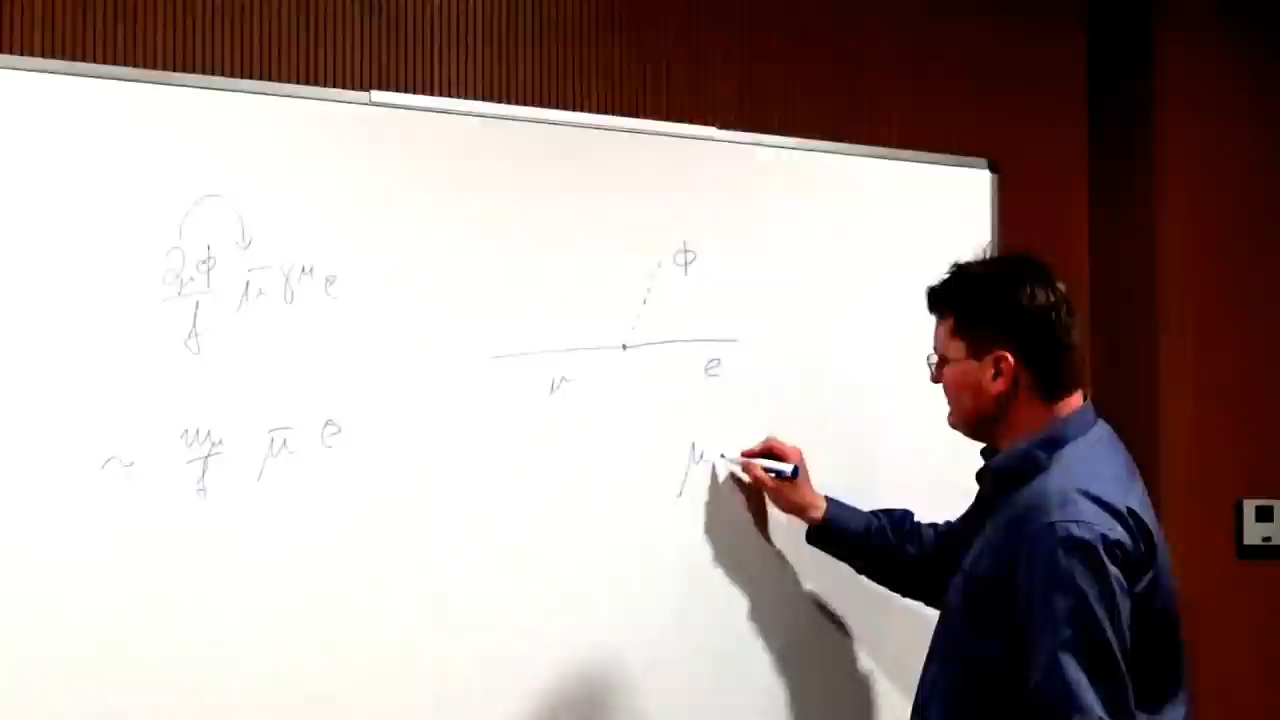 ∂μϕ/f μ̄ γ^μ e
ϕ
μ e
~ mμ/f μ̄ e
μ